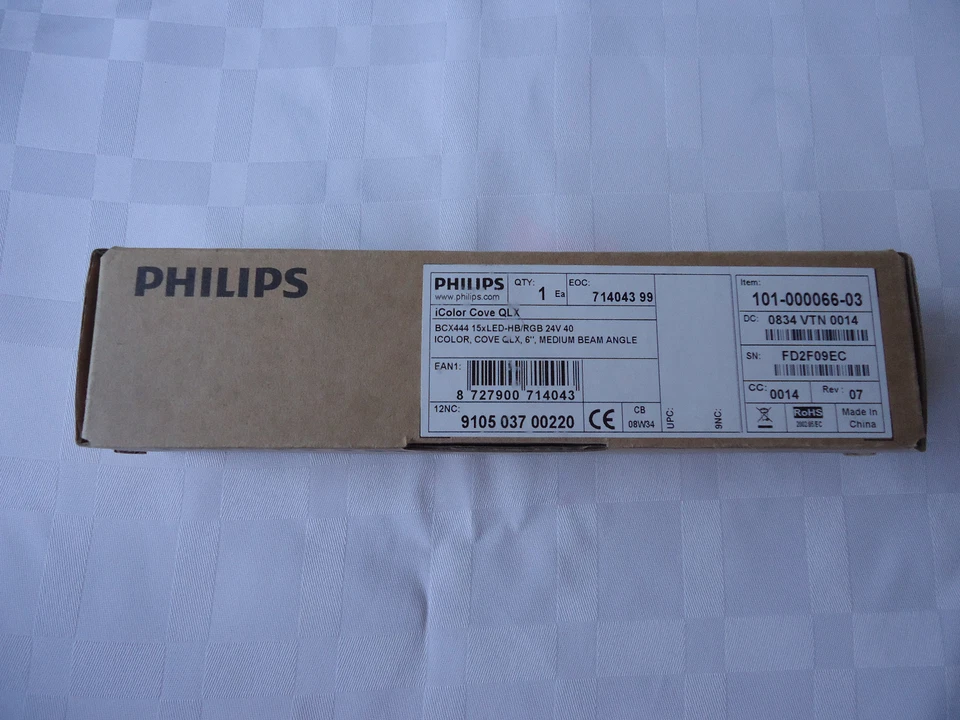 PHILIPS
PHILIPS
www.philips.com
QTY:
1 Ea
EOC:
714043 99
iColor Cove QLX
BCX444 15xLED-HB/RGB 24V 40
ICOLOR, COVE QLX, 6", MEDIUM BEAM ANGLE
EAN1:
8 727900 714043
12NC:
9105 037 00220
CE
CB
08W34
UPC:
9NC:
Item:
101-000066-03
DC: 0834 VTN 0014
SN: FD2F09EC
CC: 0014
Rev: 07
RoHS
2002/95/EC
Made In
China